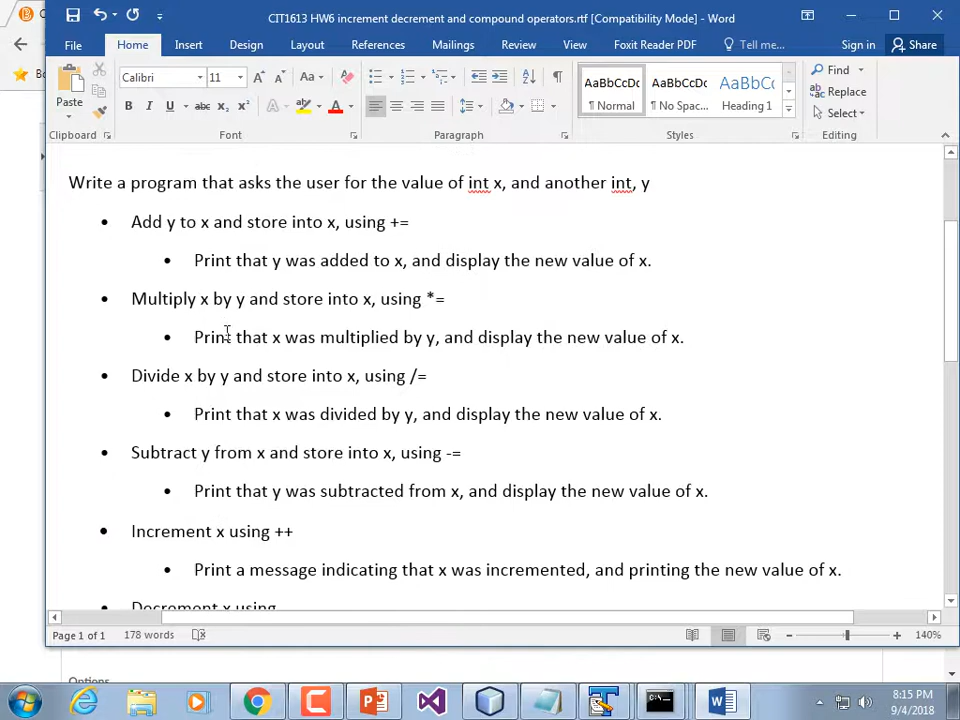 CIT1613 HW6 increment decrement and compound operators.rtf [Compatibility Mode] - Word
File Home Insert Design Layout References Mailings Review View Foxit Reader PDF Tell me... Sign in Share
Paste
Calibri 11
AaBbCcDc AaBbCcDc AaBbCc
¶ Normal ¶ No Spac... Heading 1
Find
Replace
Select
Clipboard Font Paragraph Styles Editing
Write a program that asks the user for the value of int x, and another int, y
• Add y to x and store into x, using +=
• Print that y was added to x, and display the new value of x.
• Multiply x by y and store into x, using *=
• Print that x was multiplied by y, and display the new value of x.
• Divide x by y and store into x, using /=
• Print that x was divided by y, and display the new value of x.
• Subtract y from x and store into x, using -=
• Print that y was subtracted from x, and display the new value of x.
• Increment x using ++
• Print a message indicating that x was incremented, and printing the new value of x.
• Decrement x using
Page 1 of 1 178 words 140%
Options
8:15 PM
9/4/2018